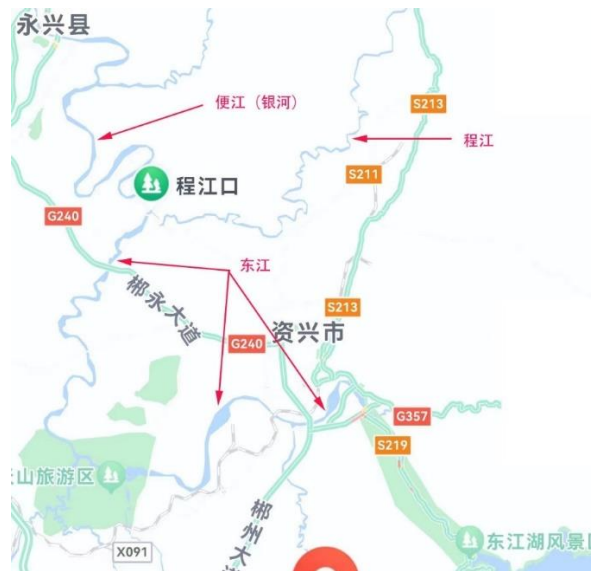 永兴县
便江（银河）
S213
程江
S211
程江口
G240
东江
郴永大道
S213
资兴市
G240
G357
S219
山旅游区
东江湖风景
郴州大道
X091